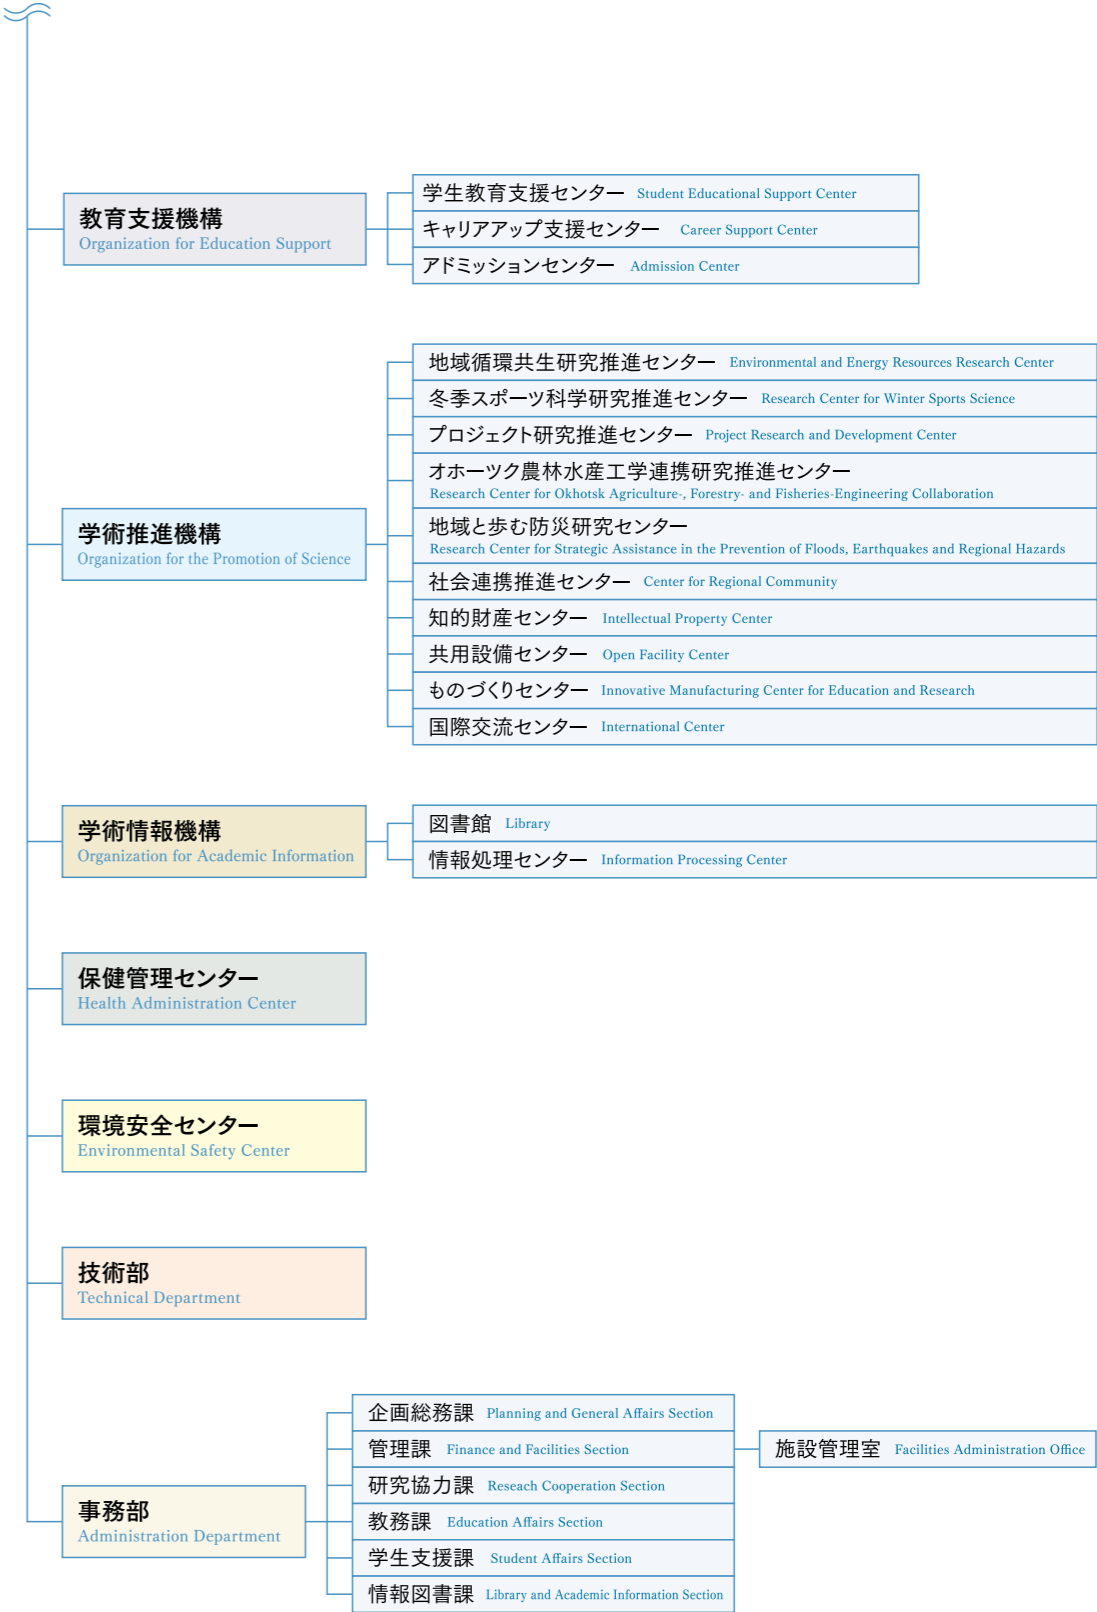 教育支援機構
Organization for Education Support
学生教育支援センター Student Educational Support Center
キャリアアップ支援センター Career Support Center
アドミッションセンター Admission Center
学術推進機構
Organization for the Promotion of Science
地域循環共生研究推進センター Environmental and Energy Resources Research Center
冬季スポーツ科学研究推進センター Research Center for Winter Sports Science
プロジェクト研究推進センター Project Research and Development Center
オホーツク農林水産工学連携研究推進センター
Research Center for Okhotsk Agriculture-, Forestry- and Fisheries-Engineering Collaboration
地域と歩む防災研究センター
Research Center for Strategic Assistance in the Prevention of Floods, Earthquakes and Regional Hazards
社会連携推進センター Center for Regional Community
知的財産センター Intellectual Property Center
共用設備センター Open Facility Center
ものづくりセンター Innovative Manufacturing Center for Education and Research
国際交流センター International Center
学術情報機構
Organization for Academic Information
図書館 Library
情報処理センター Information Processing Center
保健管理センター
Health Administration Center
環境安全センター
Environmental Safety Center
技術部
Technical Department
事務部
Administration Department
企画総務課 Planning and General Affairs Section
管理課 Finance and Facilities Section
施設管理室 Facilities Administration Office
研究協力課 Reseach Cooperation Section
教務課 Education Affairs Section
学生支援課 Student Affairs Section
情報図書課 Library and Academic Information Section